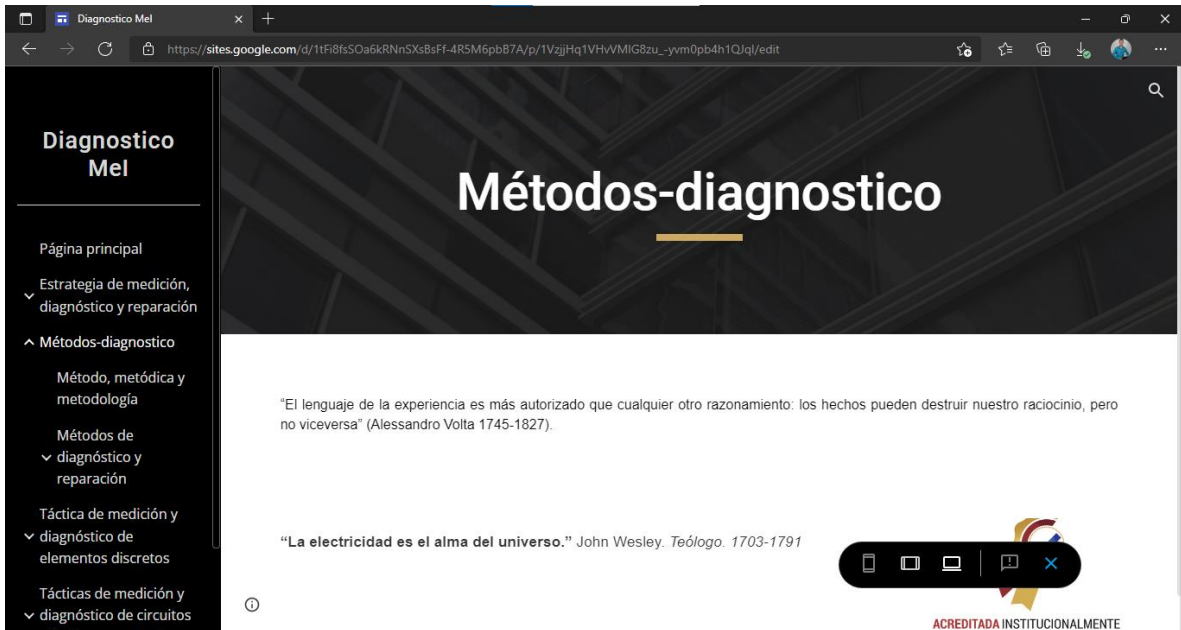 Diagnostico Mel
https://sites.google.com/d/1tFi8fsSOa6kRNnSXsBsFf-4R5M6pbB7A/p/1VzjjHq1VHvVMIG8zu_-yvm0pb4h1QJqI/edit
Diagnostico
Mel
Página principal
Estrategia de medición,
diagnóstico y reparación
Métodos-diagnostico
Método, metódica y
metodología
Métodos de
diagnóstico y
reparación
Táctica de medición y
diagnóstico de
elementos discretos
Tácticas de medición y
diagnóstico de circuitos
Métodos-diagnostico
“El lenguaje de la experiencia es más autorizado que cualquier otro razonamiento: los hechos pueden destruir nuestro raciocinio, pero
no viceversa” (Alessandro Volta 1745-1827).
“La electricidad es el alma del universo.” John Wesley. Teólogo. 1703-1791
ACREDITADA INSTITUCIONALMENTE